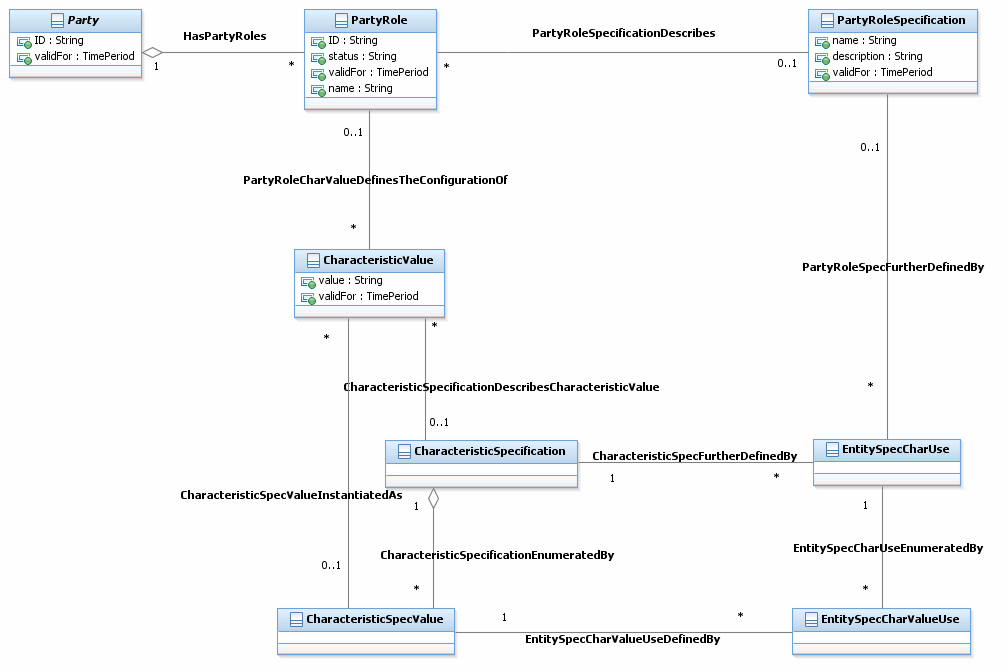 Party
ID : String
validFor : TimePeriod
HasPartyRoles
1
*
PartyRole
ID : String
status : String
validFor : TimePeriod
name : String
PartyRoleSpecificationDescribes
*
0..1
PartyRoleSpecification
name : String
description : String
validFor : TimePeriod
0..1
0..1
PartyRoleCharValueDefinesTheConfigurationOf
*
CharacteristicValue
value : String
validFor : TimePeriod
PartyRoleSpecFurtherDefinedBy
*
*
*
CharacteristicSpecificationDescribesCharacteristicValue
0..1
CharacteristicSpecification
CharacteristicSpecFurtherDefinedBy
1
*
EntitySpecCharUse
CharacteristicSpecValueInstantiatedAs
1
1
CharacteristicSpecificationEnumeratedBy
EntitySpecCharUseEnumeratedBy
0..1
*
*
CharacteristicSpecValue
1
*
EntitySpecCharValueUseDefinedBy
EntitySpecCharValueUse